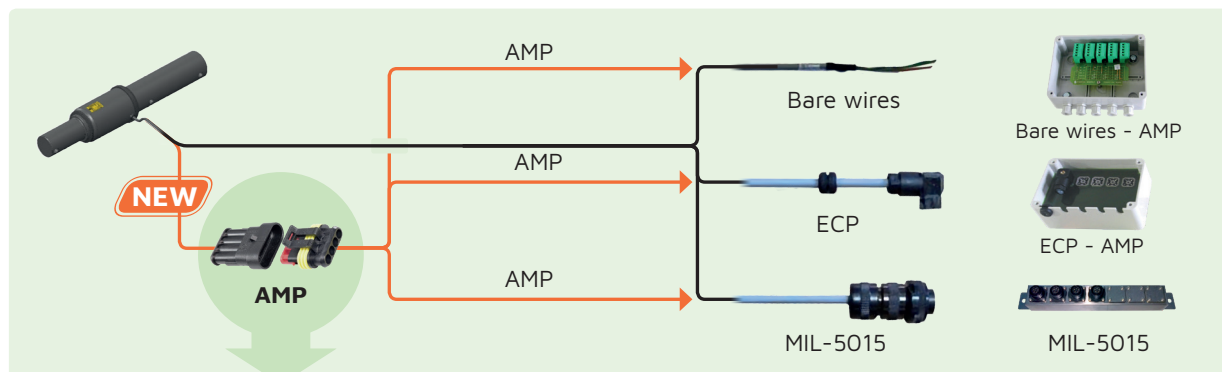 AMP
Bare wires
Bare wires - AMP
NEW
AMP
ECP
ECP - AMP
AMP
AMP
MIL-5015
MIL-5015